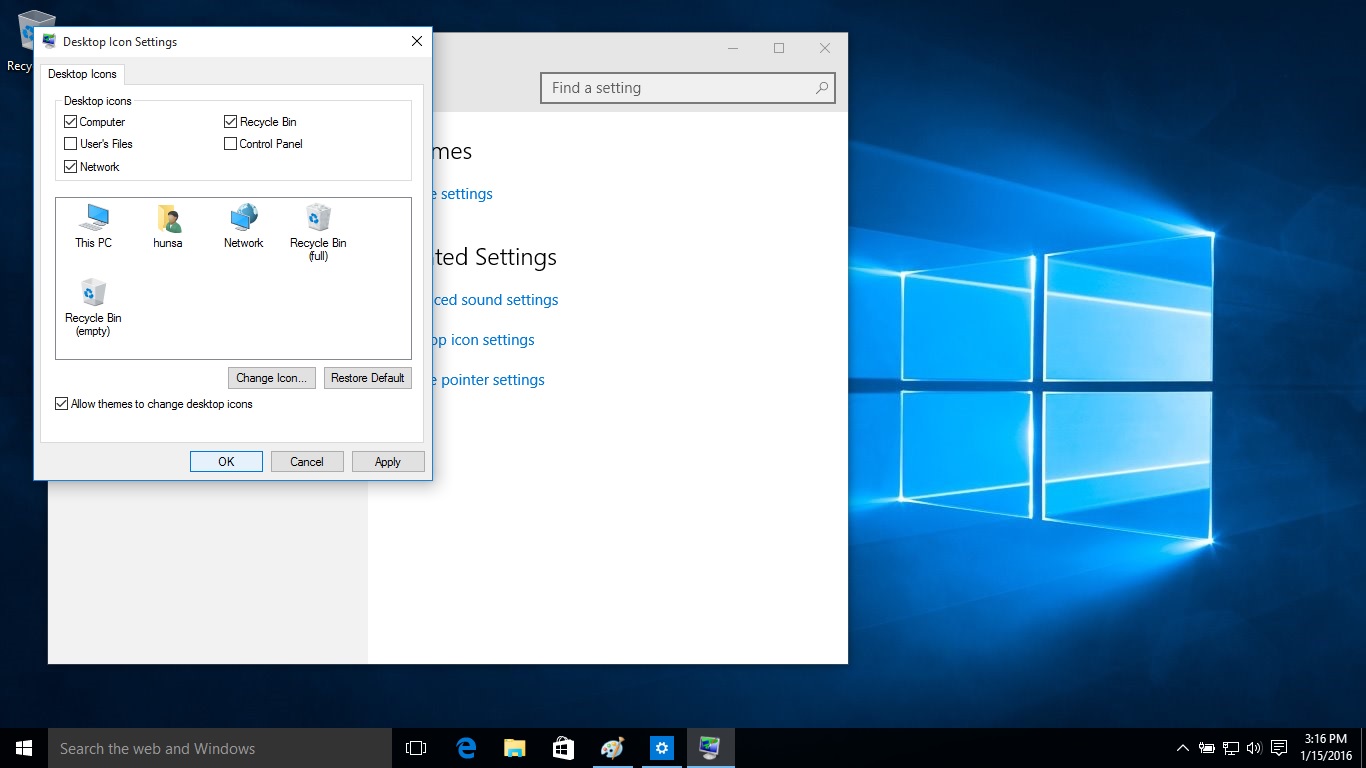 Recy
Desktop Icon Settings
Desktop Icons
Desktop icons
Computer
Recycle Bin
User's Files
Control Panel
Network
This PC
hunsa
Network
Recycle Bin
(full)
Recycle Bin
(empty)
Change Icon...
Restore Default
Allow themes to change desktop icons
OK
Cancel
Apply
Find a setting
mes
e settings
ted Settings
ced sound settings
op icon settings
e pointer settings
Search the web and Windows
3:16 PM
1/15/2016